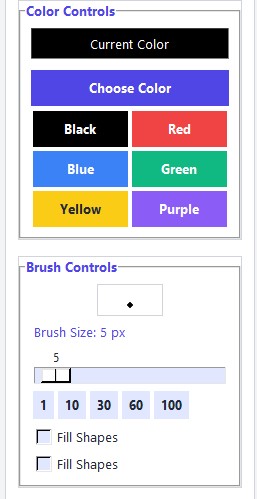 Color Controls
Current Color
Choose Color
Black Red
Blue Green
Yellow Purple
Brush Controls
Brush Size: 5 px
5
1 10 30 60 100
Fill Shapes
Fill Shapes